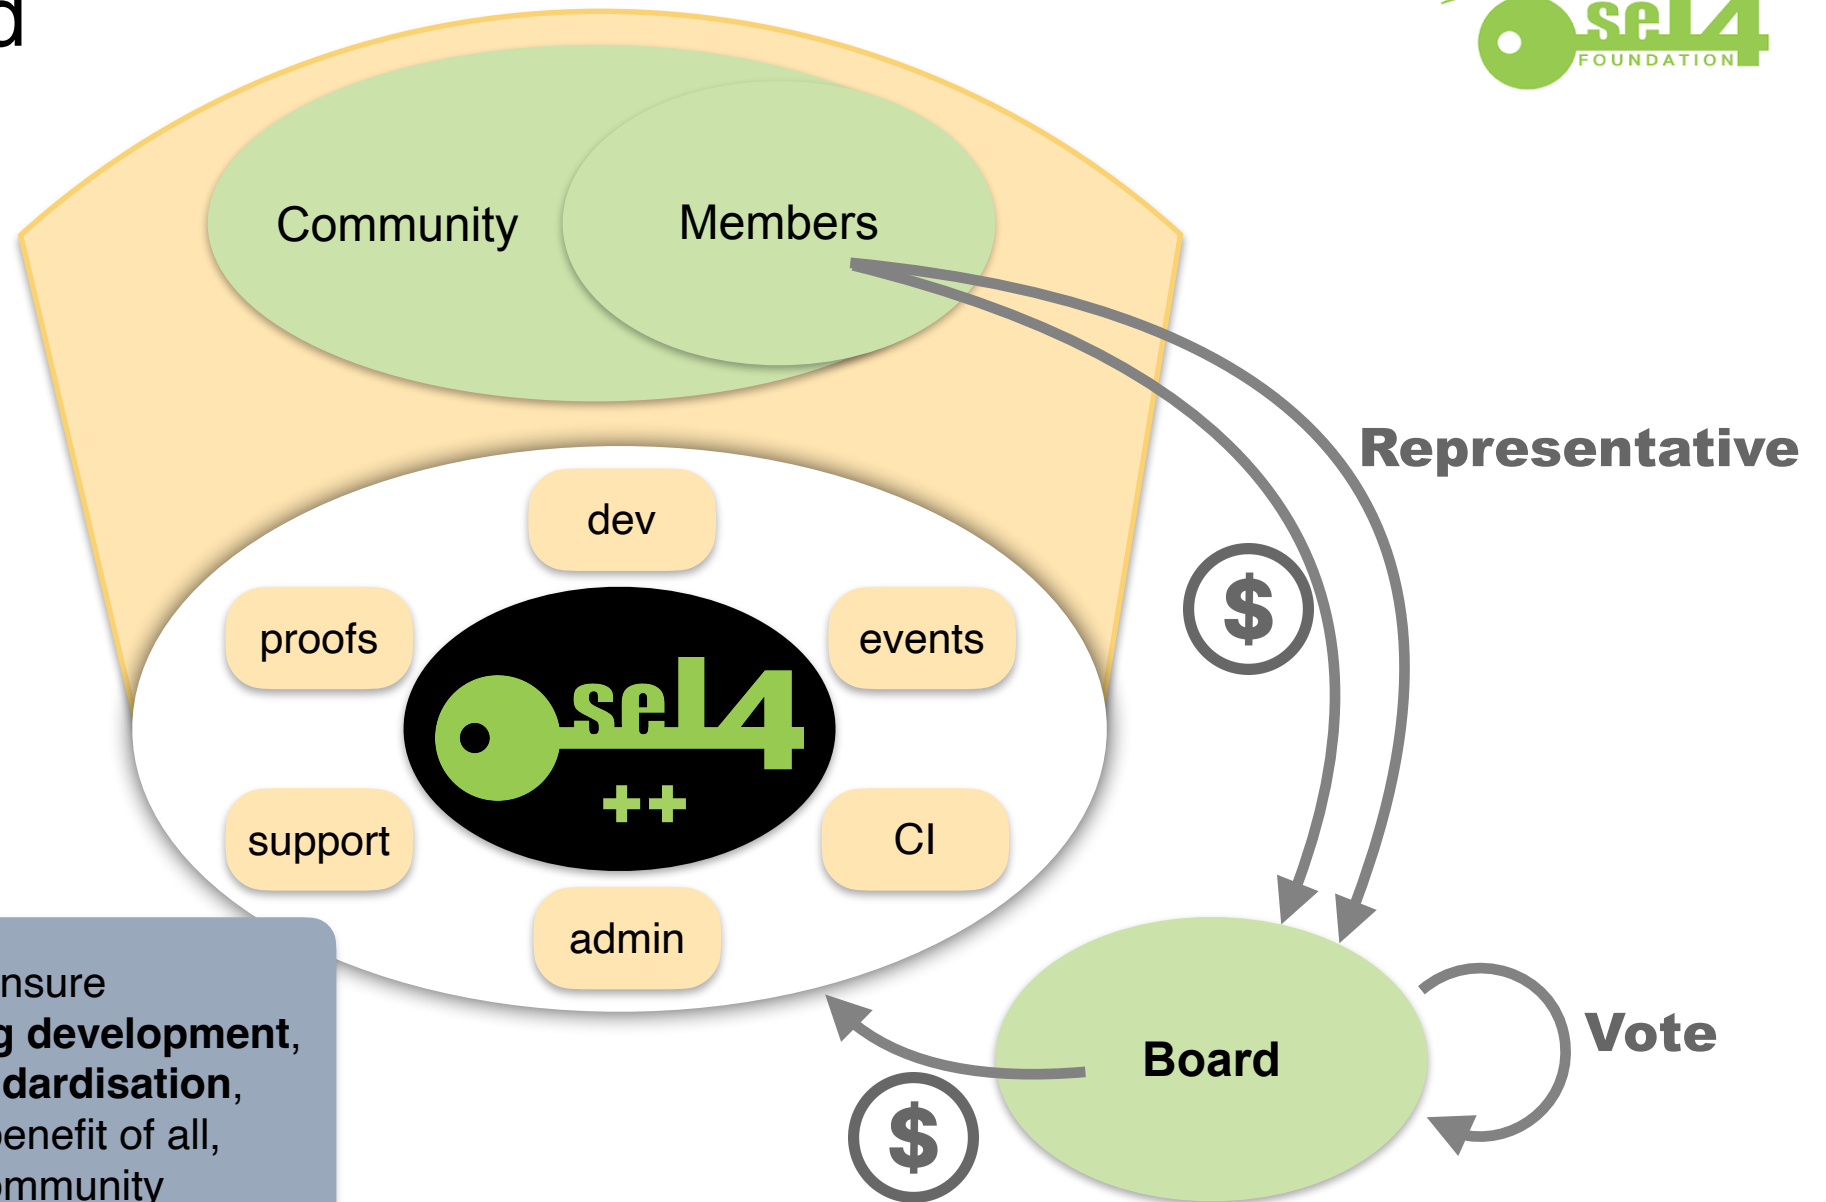 seL4
FOUNDATION
Community
Members
Representative
dev
proofs
events
$
seL4
++
support
CI
admin
nsure
g development,
dardisation,
benefit of all,
mmunity
Board
Vote
$